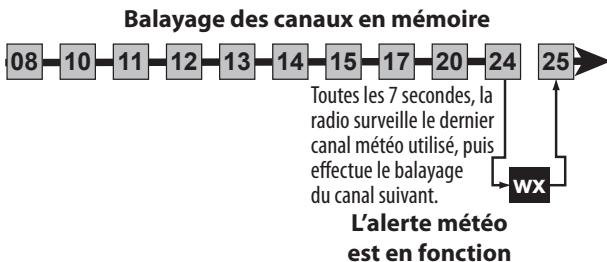 Balayage des canaux en mémoire
08 10 11 12 13 14 15 17 20 24 25
Toutes les 7 secondes, la
radio surveille le dernier
canal météo utilisé, puis
effectue le balayage
du canal suivant.
WX
L'alerte météo
est en fonction